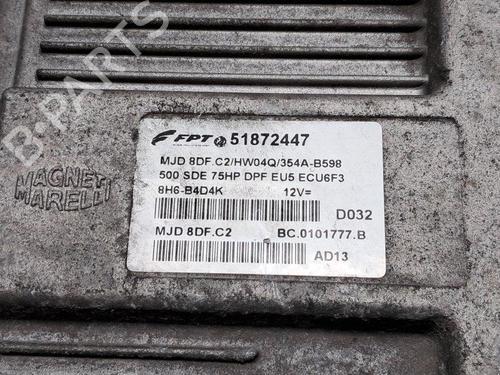 B-PARTS
FPT 51872447
MJD 8DF.C2/HW04Q/354A-B598
500 SDE 75HP DPF EU5 ECU6F3
8H6-B4D4K 12V=
D032
MJD 8DF.C2 BC.0101777.B
AD13
MAGNETI
MARELLI